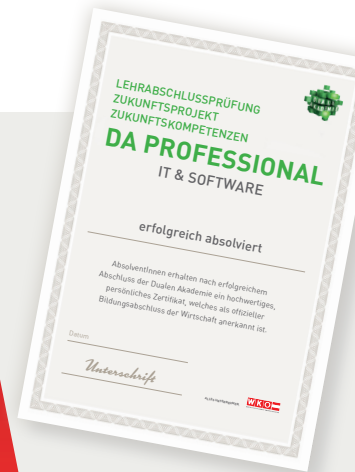 LEHRABSCHLUSSPRÜFUNG
ZUKUNFTSPROJEKT
ZUKUNFTSKOMPETENZEN
DA PROFESSIONAL
IT & SOFTWARE
erfolgreich absolviert
AbsolventInnen erhalten nach erfolgreichem
Abschluss der Dualen Akademie ein hochwertiges,
persönliches Zertifikat, welches als offizieller
Bildungsabschluss der Wirtschaft anerkannt ist.
Datum
Unterschrift
WKO